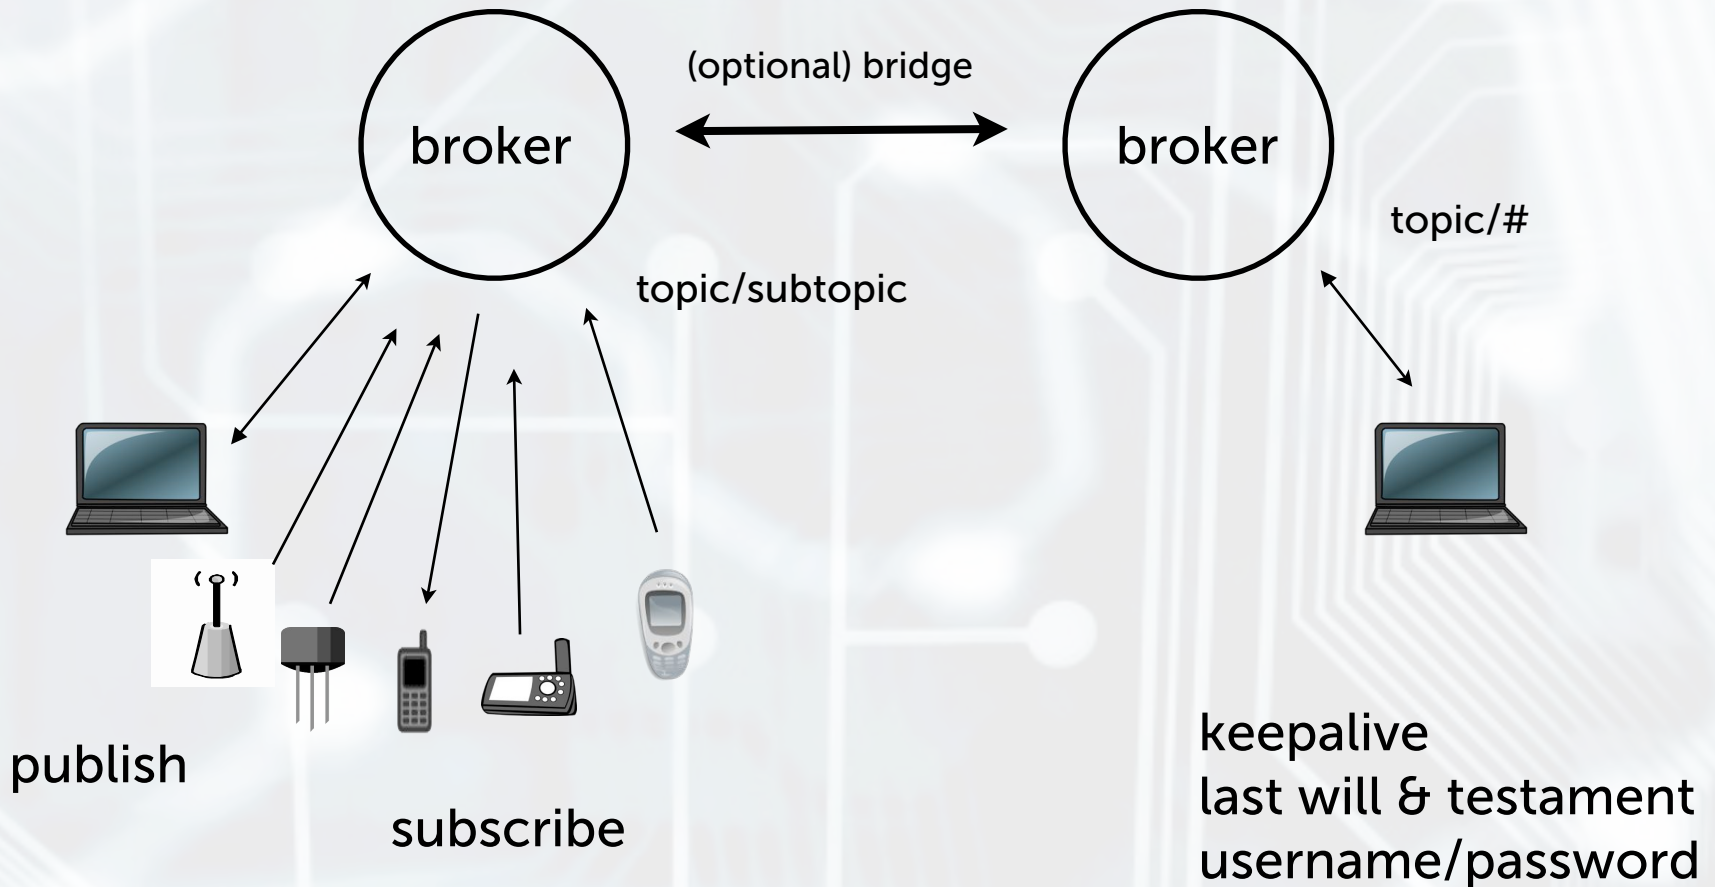 (optional) bridge
broker
broker
topic/#
topic/subtopic
publish
subscribe
keepalive
last will & testament
username/password